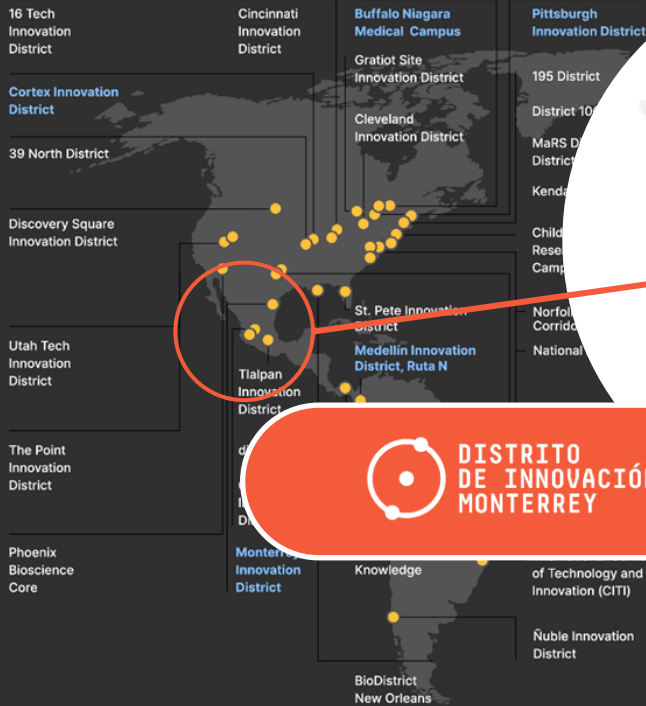 16 Tech
Innovation
District
Cortex Innovation
District
39 North District
Discovery Square
Innovation District
Utah Tech
Innovation
District
The Point
Innovation
District
Phoenix
Bioscience
Core
Cincinnati
Innovation
District
Tlalpan
Innovation
District
Monterrey
Innovation
District
Buffalo Niagara
Medical Campus
Gratiot Site
Innovation District
Cleveland
Innovation District
St. Pete Innovation
District
Medellín Innovation
District, Ruta N
Knowledge
BioDistrict
New Orleans
Pittsburgh
Innovation District
195 District
District
MaRS
District
National
of Technology and
Innovation (CITI)
Ñuble Innovation
District
DISTRITO
DE INNOVACIÓN
MONTERREY